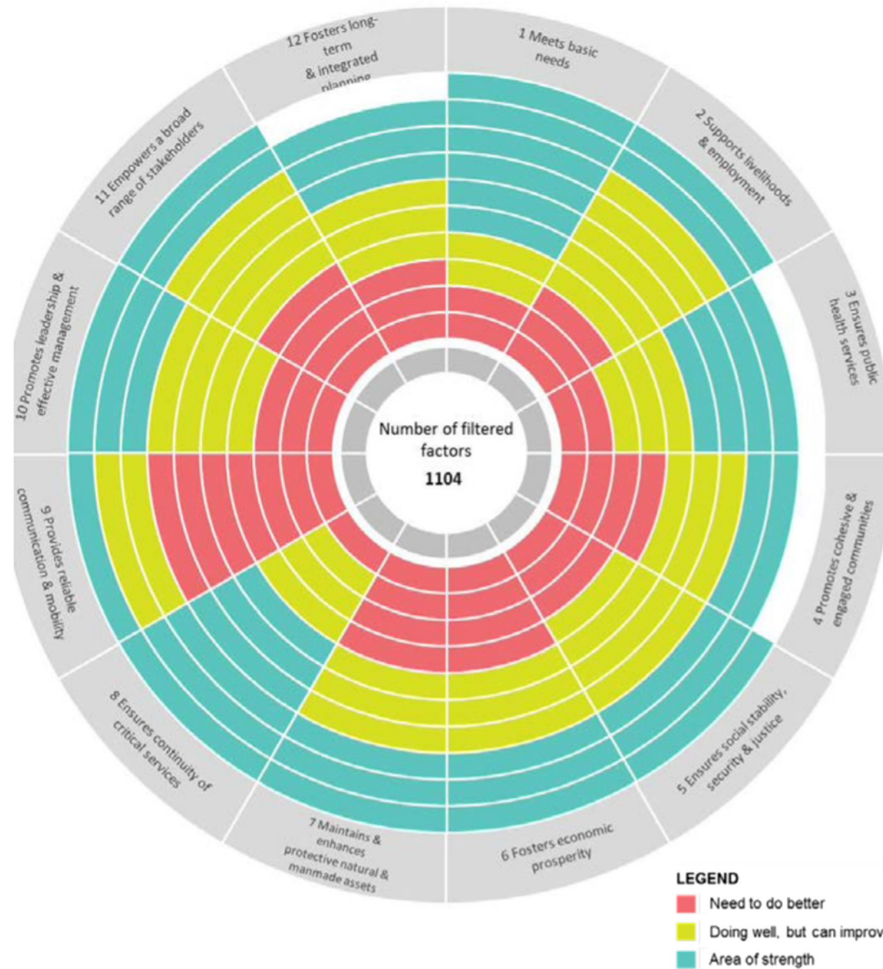 12 Fosters long-
term
& integrated
planning
1 Meets basic
needs
2 Supports livelihoods
& employment
3 Ensures public
health services
4 Promotes cohesive &
engaged communities
5 Ensures social stability,
security & justice
6 Fosters economic
prosperity
7 Maintains &
enhances
protective natural &
manmade assets
8 Ensures continuity of
critical services
9 Provides reliable
communication & mobility
10 Promotes leadership &
effective management
11 Empowers a broad
range of stakeholders
Number of filtered
factors
1104
LEGEND
Need to do better
Doing well, but can improv
Area of strength